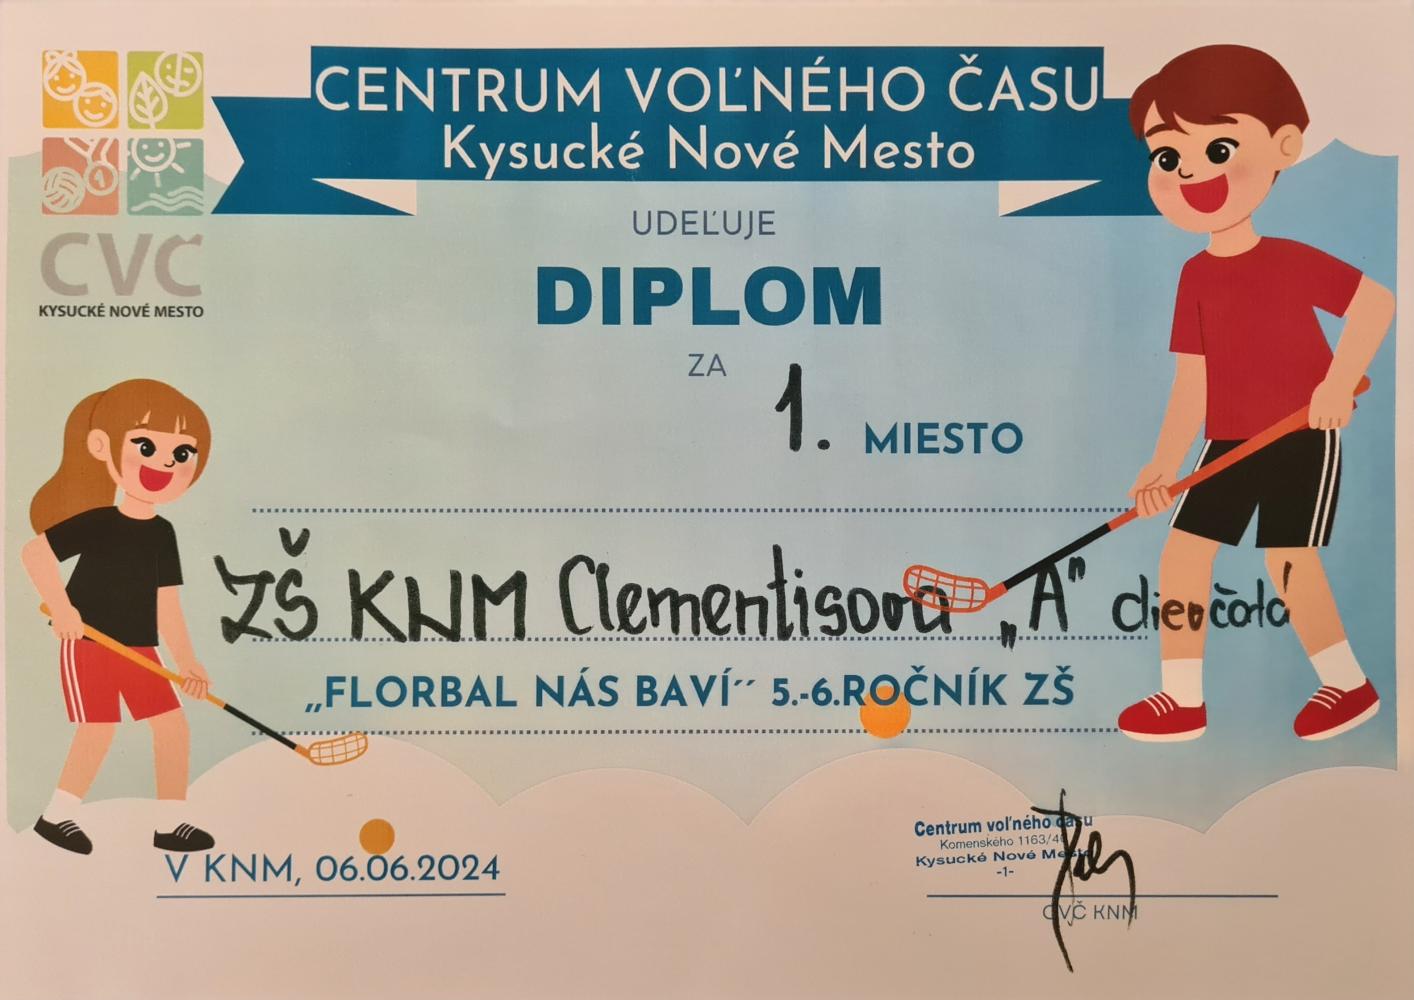 CENTRUM VOĽNÉHO ČASU
Kysucké Nové Mesto
CVČ
KYSUCKÉ NOVÉ MESTO
UDEĽUJE
DIPLOM
ZA
1. MIESTO
ZŠ KNM Clementisova „A" dievčatá
„FLORBAL NÁS BAVÍ´´ 5.-6.ROČNÍK ZŠ
V KNM, 06.06.2024
Centrum voľného času
Komenského
Kysucké Nové Mesto
-1-
CVČ KNM